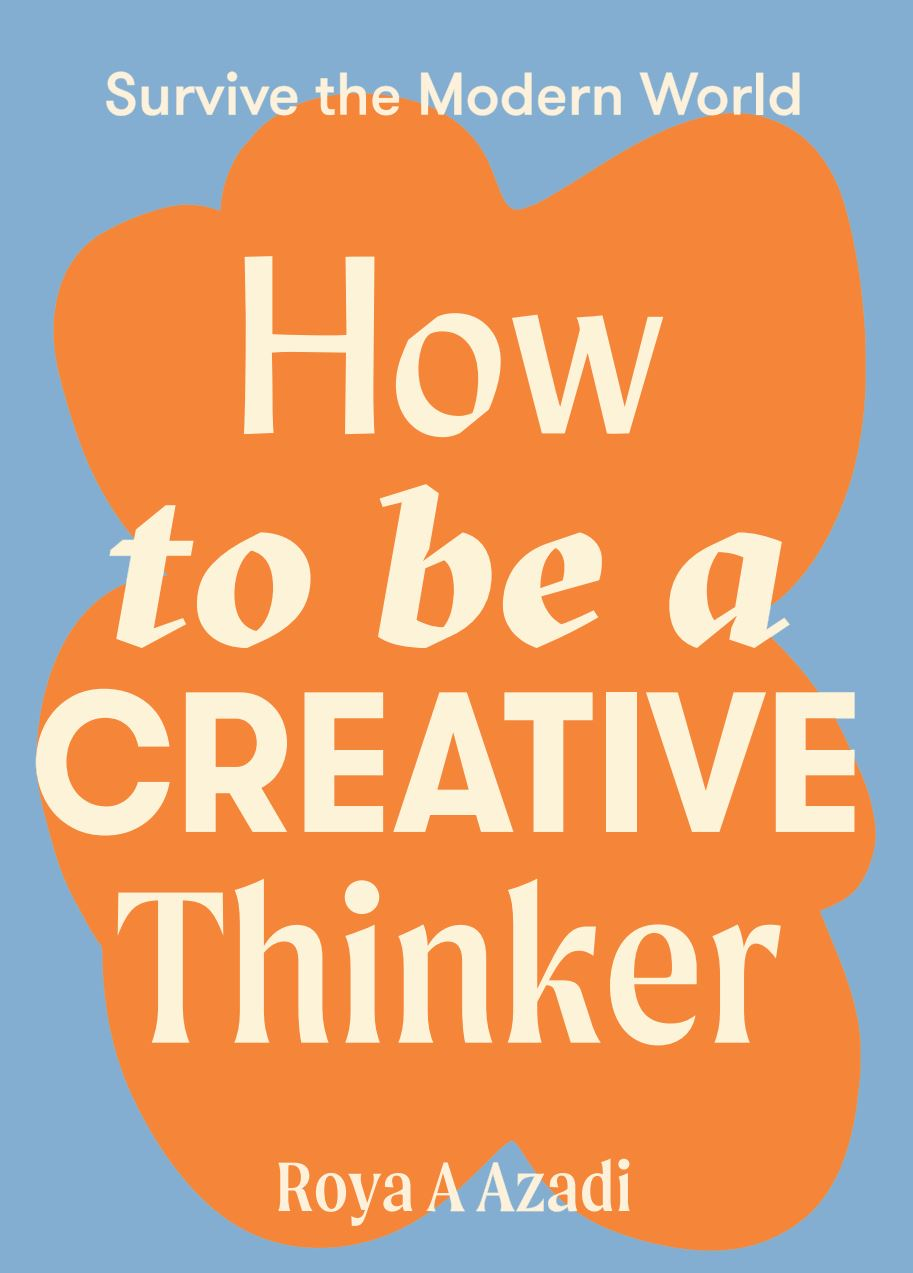 Survive the Modern World
How
to be a
CREATIVE
Thinker
Roya A Azadi